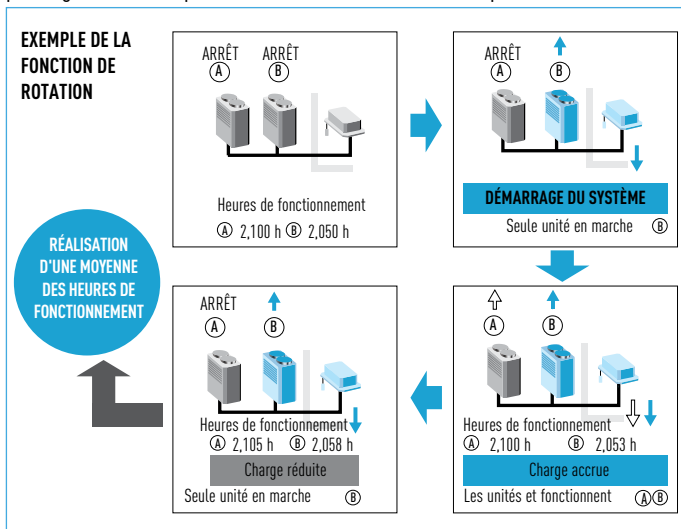 EXEMPLE DE LA
FONCTION DE
ROTATION
ARRÊT ARRÊT
A B
Heures de fonctionnement
A 2,100 h B 2,050 h
ARRÊT
A B
DÉMARRAGE DU SYSTÈME
Seule unité en marche B
A B
Heures de fonctionnement
A 2,100 h B 2,053 h
Charge accrue
Les unités et fonctionnent A B
ARRÊT
A B
Heures de fonctionnement
A 2,105 h B 2,058 h
Charge réduite
Seule unité en marche B
RÉALISATION
D'UNE MOYENNE
DES HEURES DE
FONCTIONNEMENT